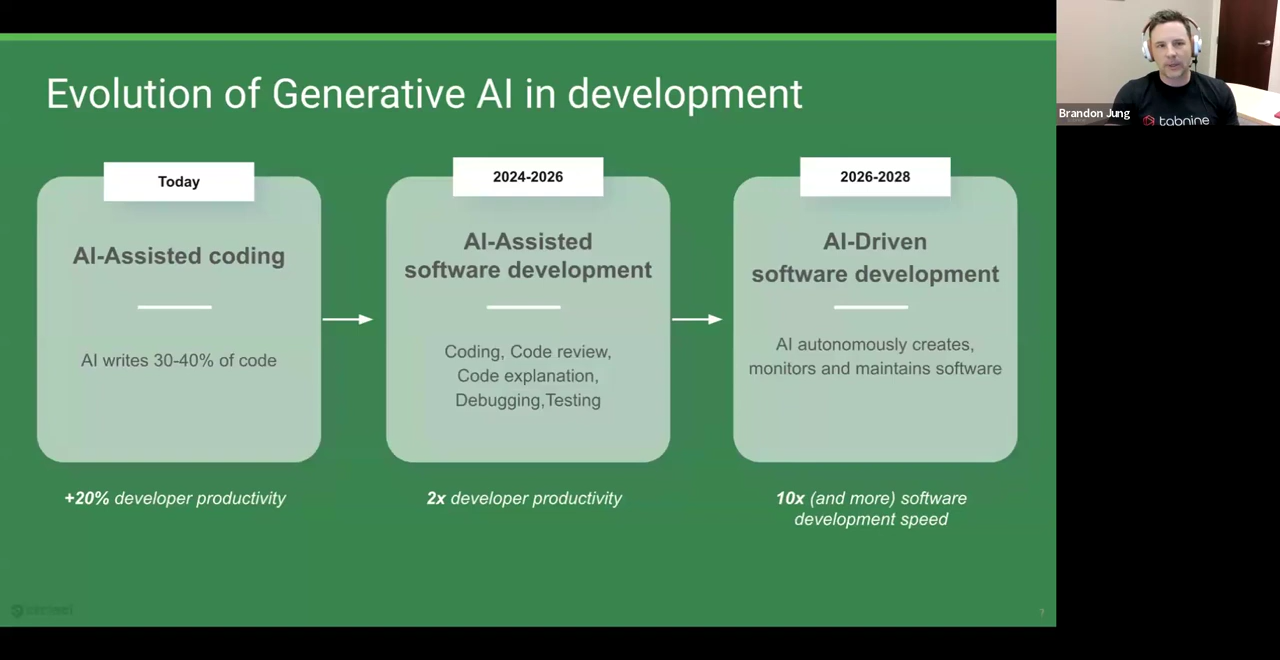 Evolution of Generative AI in development
Today
AI-Assisted coding
AI writes 30-40% of code
+20% developer productivity
2024-2026
AI-Assisted
software development
Coding, Code review,
Code explanation,
Debugging,Testing
2x developer productivity
2026-2028
AI-Driven
software development
AI autonomously creates,
monitors and maintains software
10x (and more) software
development speed
7
Brandon Jung
tabnine